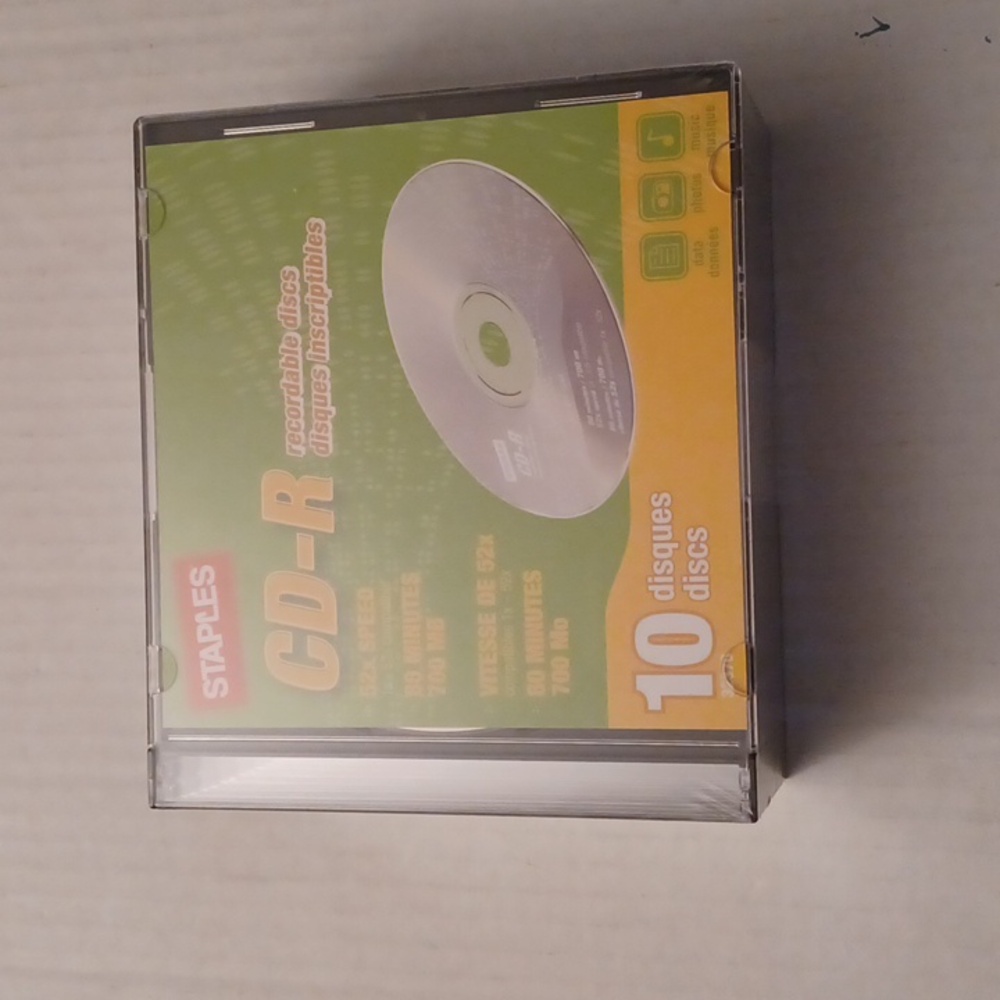 STAPLES
CD-R
recordable discs
disques inscriptibles
52x SPEED
80 MINUTES
700 MB
VITESSE DE 52x
80 MINUTES
700 Mo
CD-R
10
disques
discs
data
données
photos
music
musique